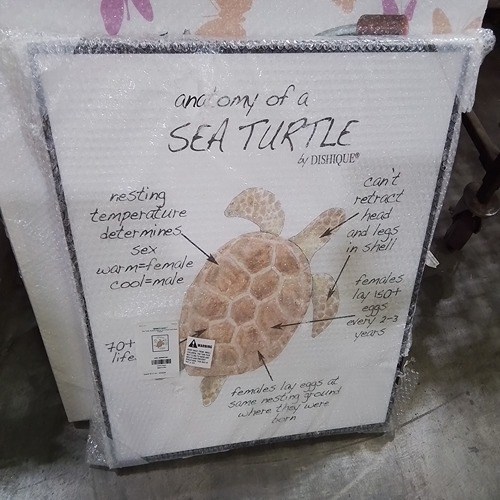 anatomy of a
SEA TURTLE
by DISHIQUE®
can't
retract
head
and legs
in shell
nesting
temperature
determines
sex
warm=female
cool=male
females
lay 150+
eggs
every 2-3
years
70+
life
WARNING
females lay eggs at
same nesting ground
where they were
born